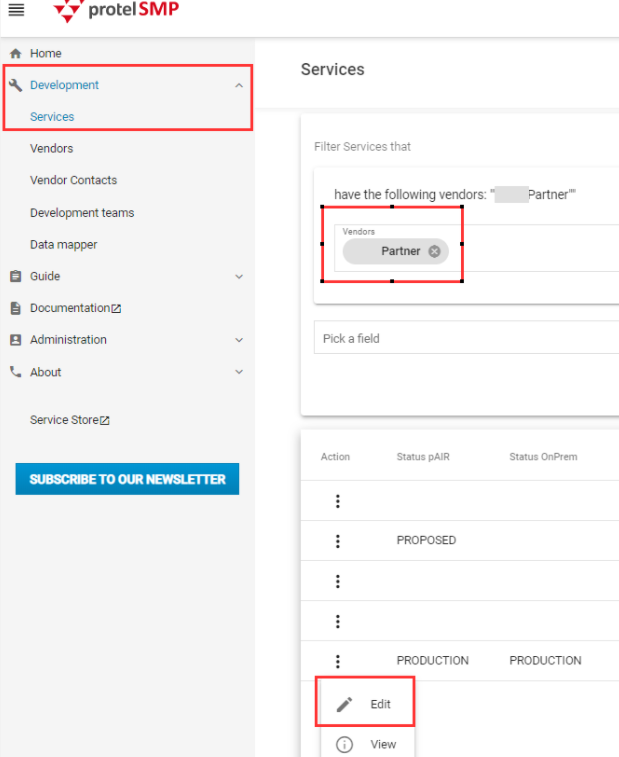 protel SMP
Home
Development
Services
Vendors
Vendor Contacts
Development teams
Data mapper
Guide
Documentation
Administration
About
Service Store
SUBSCRIBE TO OUR NEWSLETTER
Services
Filter Services that
have the following vendors: " Partner""
Vendors
Partner
Pick a field
Action Status pAIR Status OnPrem
PROPOSED
PRODUCTION PRODUCTION
Edit
View